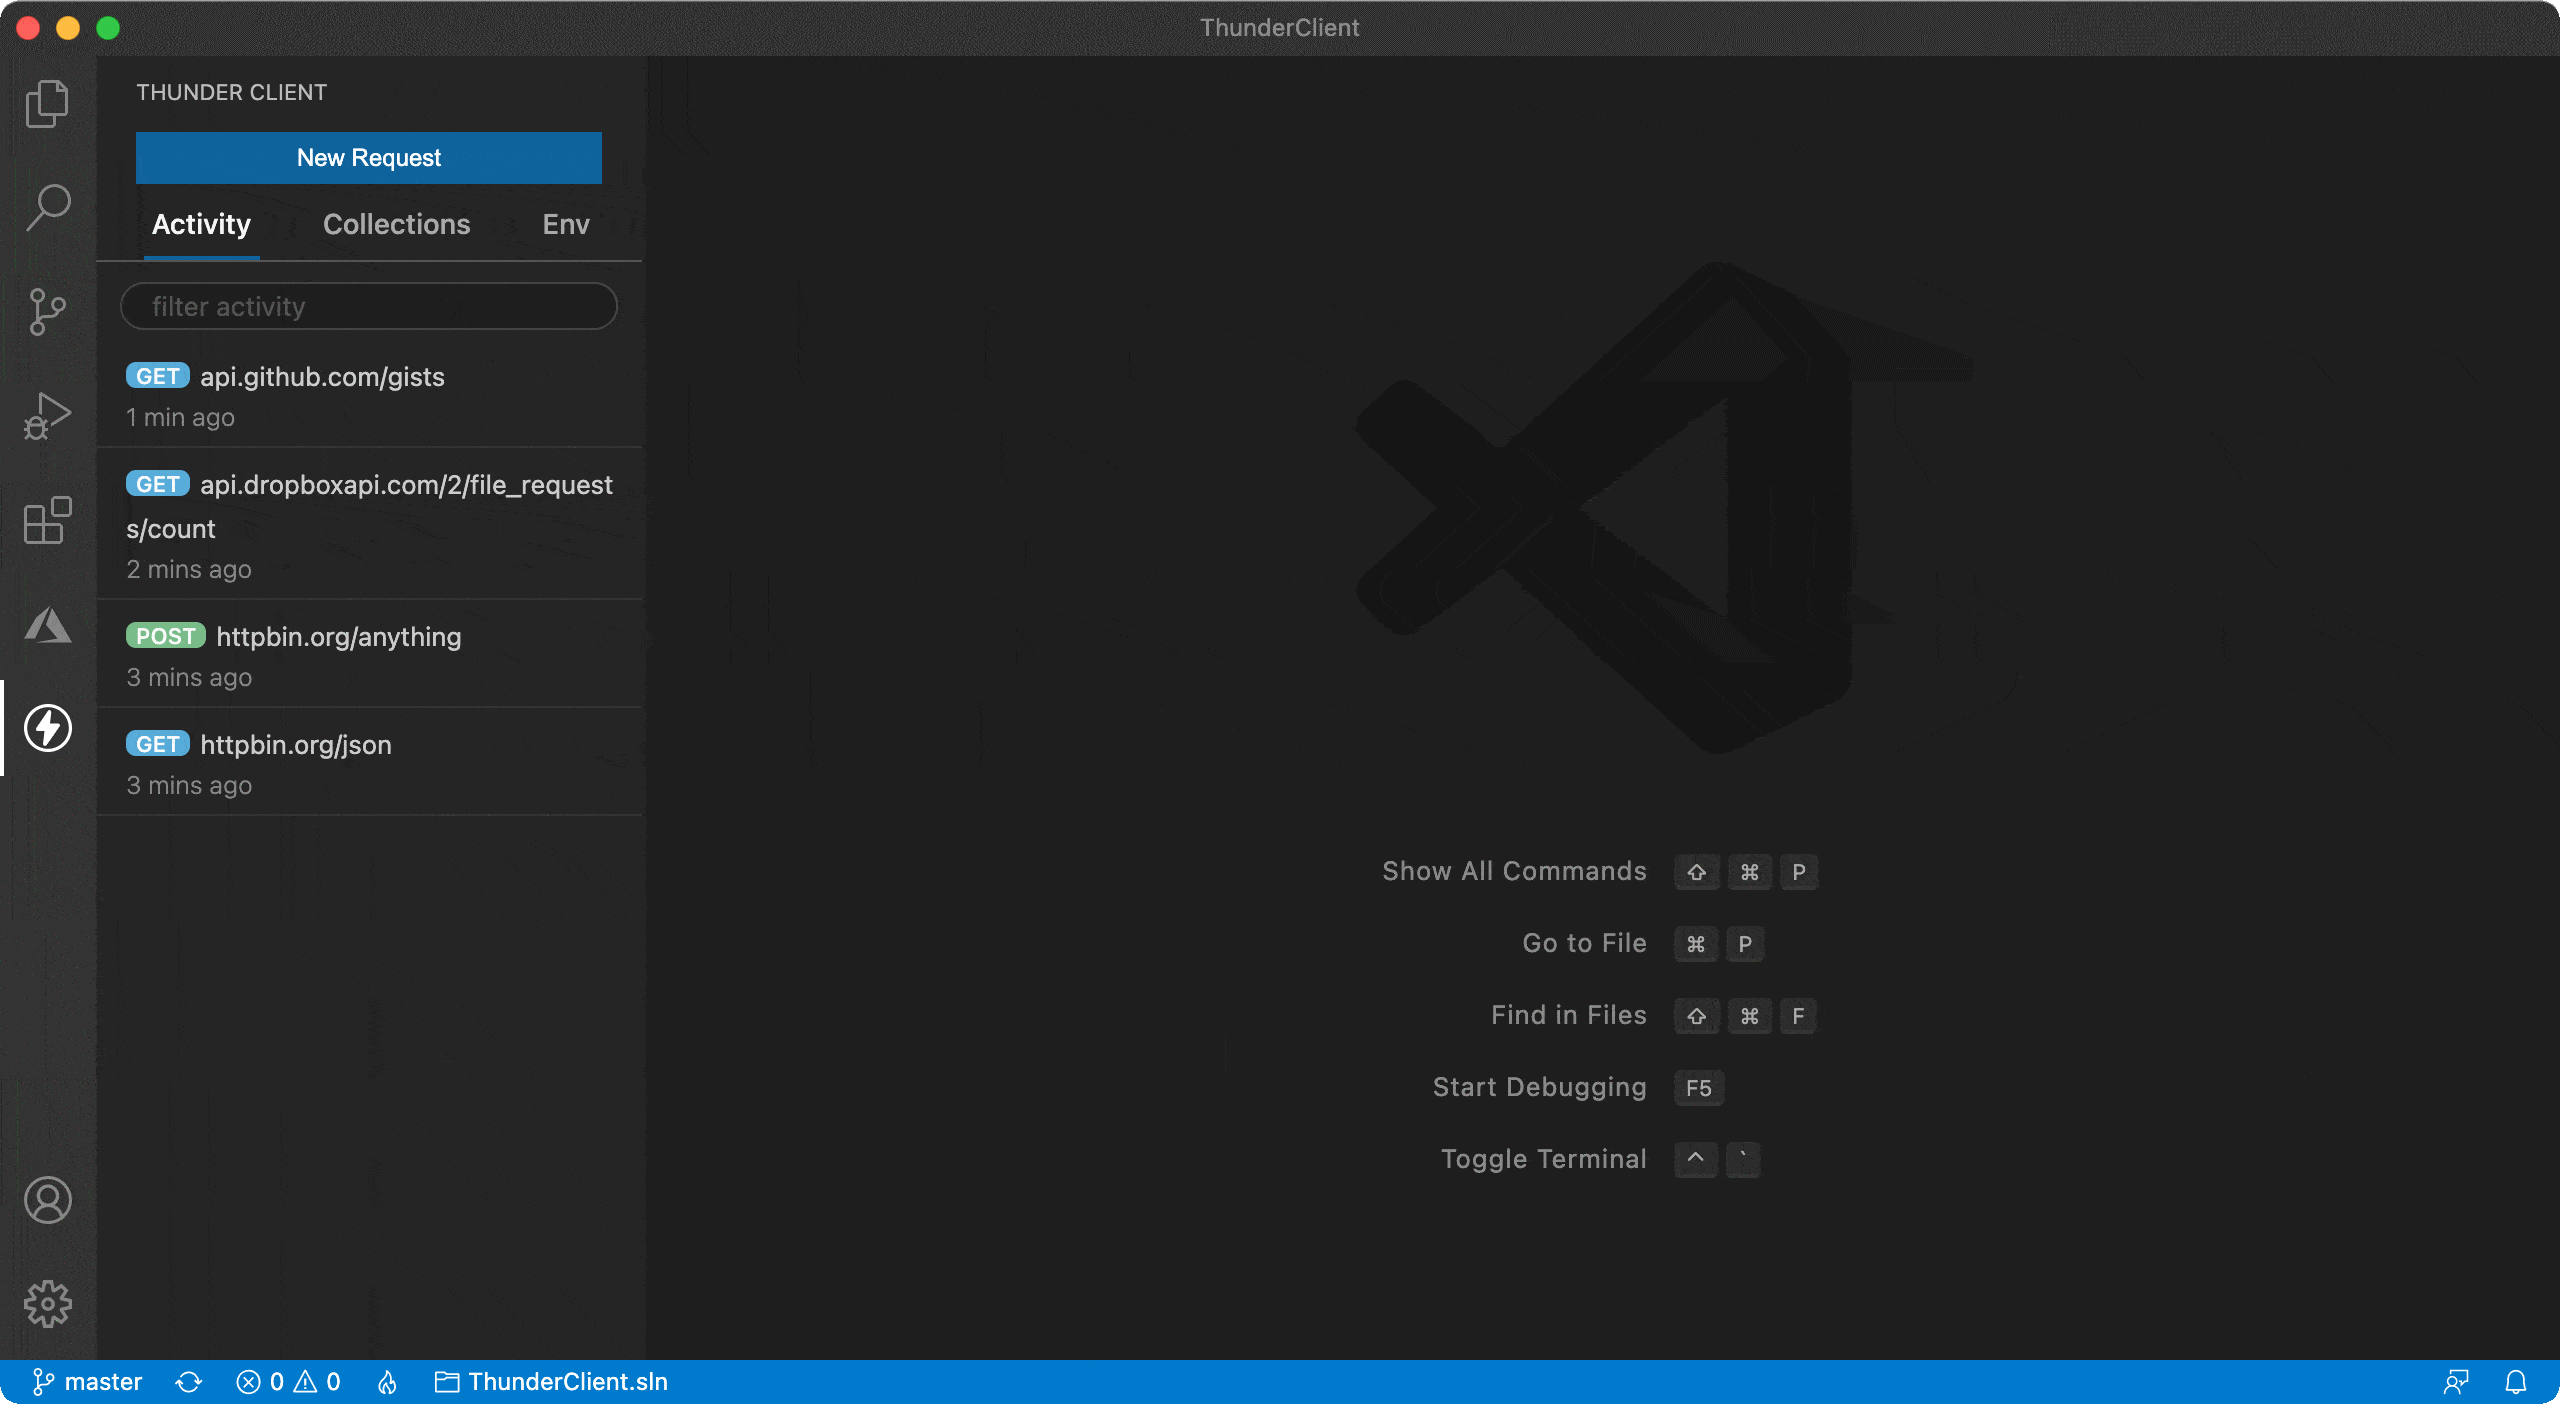 ThunderClient
THUNDER CLIENT
New Request
Activity Collections Env
filter activity
GET api.github.com/gists
1 min ago
GET api.dropboxapi.com/2/file_request
s/count
2 mins ago
POST httpbin.org/anything
3 mins ago
GET httpbin.org/json
3 mins ago
Show All Commands ⇧ ⌘ P
Go to File ⌘ P
Find in Files ⇧ ⌘ F
Start Debugging F5
Toggle Terminal ^ `
master 0 0 ThunderClient.sln